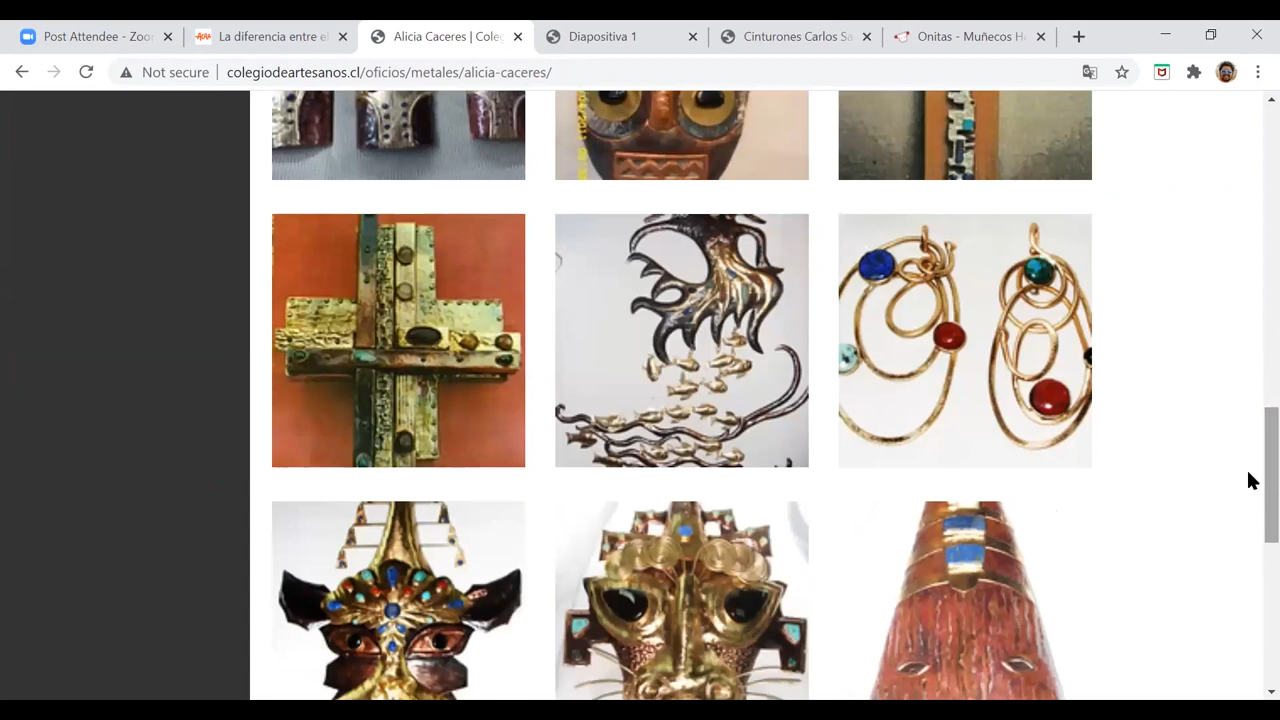 Post Attendee - Zoo
La diferencia entre el
Alicia Caceres | Cole
Diapositiva 1
Cinturones Carlos Sa
Onitas - Muñecos H
Not secure
colegiodeartesanos.cl/oficios/metales/alicia-caceres/